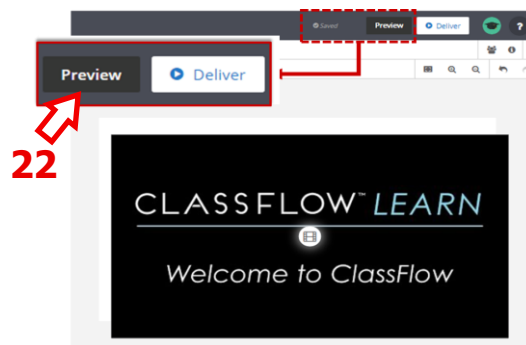 Saved
Preview
Deliver
?
Preview
Deliver
22
CLASSFLOW™ LEARN
Welcome to ClassFlow